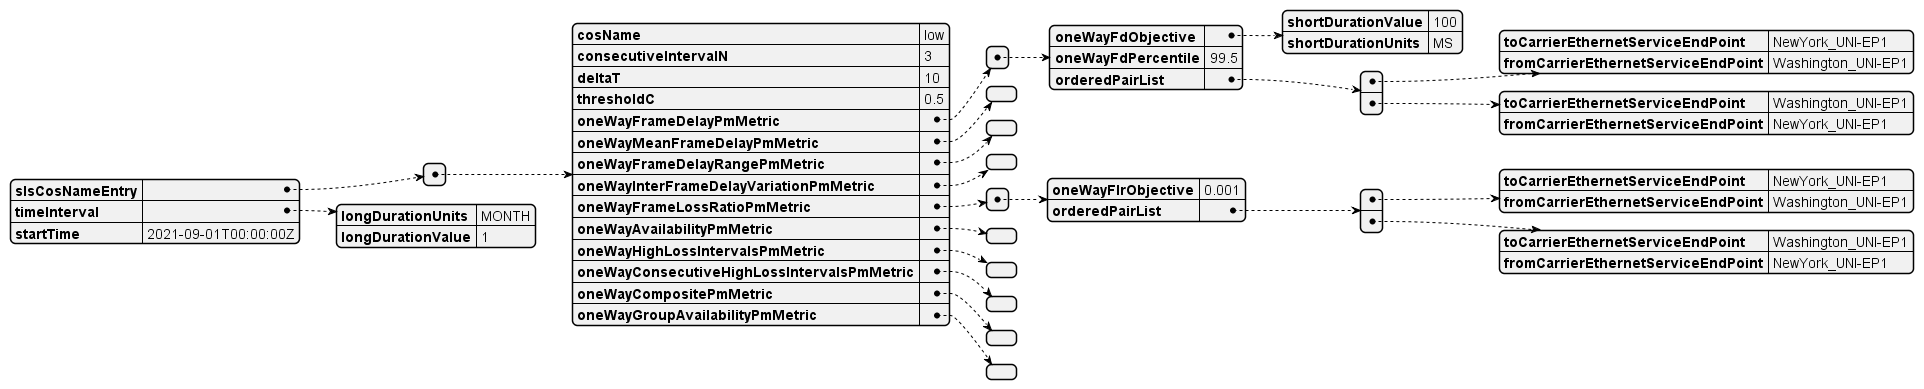 slsCosNameEntry
timeInterval
startTime 2021-09-01T00:00:00Z
longDurationUnits MONTH
longDurationValue 1
cosName low
consecutiveIntervalN 3
deltaT 10
thresholdC 0.5
oneWayFrameDelayPmMetric
oneWayMeanFrameDelayPmMetric
oneWayFrameDelayRangePmMetric
oneWayInterFrameDelayVariationPmMetric
oneWayFrameLossRatioPmMetric
oneWayAvailabilityPmMetric
oneWayHighLossIntervalsPmMetric
oneWayConsecutiveHighLossIntervalsPmMetric
oneWayCompositePmMetric
oneWayGroupAvailabilityPmMetric
oneWayFdObjective
oneWayFdPercentile 99.5
orderedPairList
shortDurationValue 100
shortDurationUnits MS
toCarrierEthernetServiceEndPoint NewYork_UNI-EP1
fromCarrierEthernetServiceEndPoint Washington_UNI-EP1
toCarrierEthernetServiceEndPoint Washington_UNI-EP1
fromCarrierEthernetServiceEndPoint NewYork_UNI-EP1
oneWayFlrObjective 0.001
orderedPairList
toCarrierEthernetServiceEndPoint NewYork_UNI-EP1
fromCarrierEthernetServiceEndPoint Washington_UNI-EP1
toCarrierEthernetServiceEndPoint Washington_UNI-EP1
fromCarrierEthernetServiceEndPoint NewYork_UNI-EP1